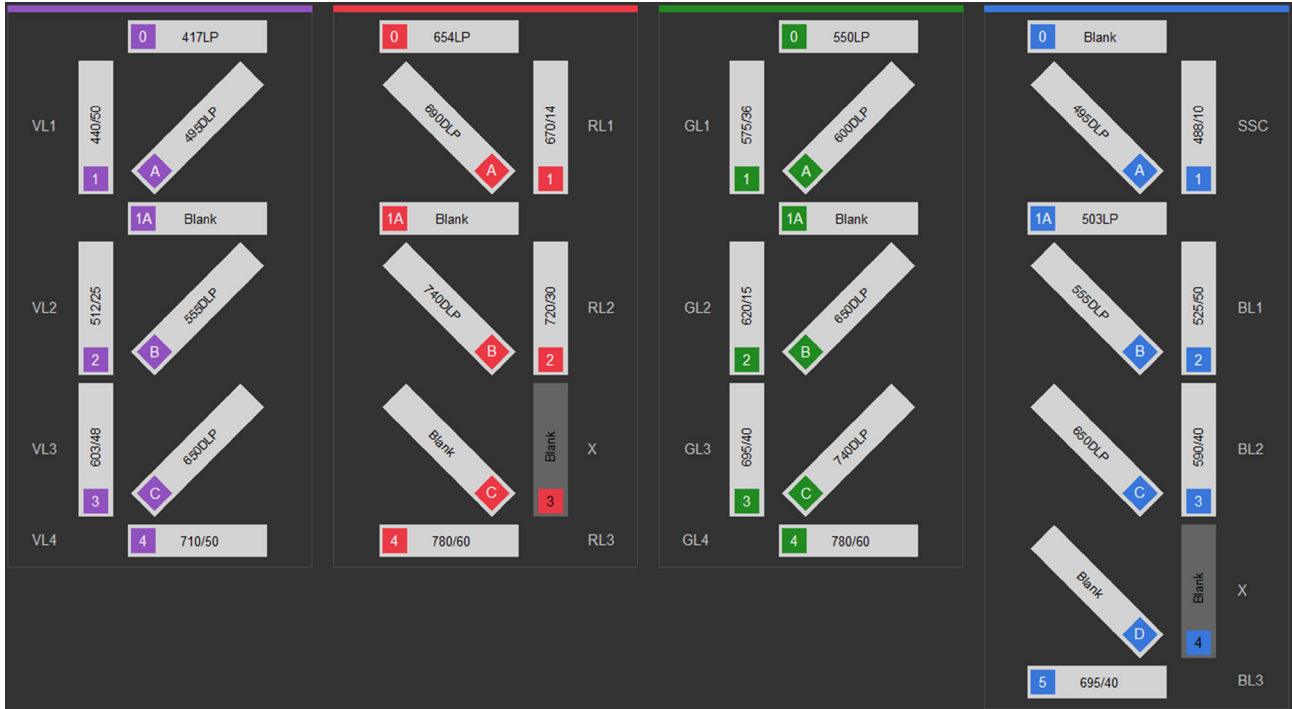 0 417LP
VL1 440/50 1 495DLP A
1A Blank
VL2 512/25 2 555DLP B
VL3 603/48 3 650DLP C
VL4 4 710/50
0 654LP
690DLP A 670/14 1 RL1
1A Blank
740DLP B 720/30 2 RL2
Blank C Blank 3 X
4 780/60 RL3
0 550LP
GL1 575/36 1 600DLP A
1A Blank
GL2 620/15 2 650DLP B
GL3 695/40 3 740DLP C
GL4 4 780/60
0 Blank
495DLP A 488/10 1 SSC
1A 503LP
555DLP B 525/50 2 BL1
650DLP C 590/40 3 BL2
Blank D Blank 4 X
5 695/40 BL3